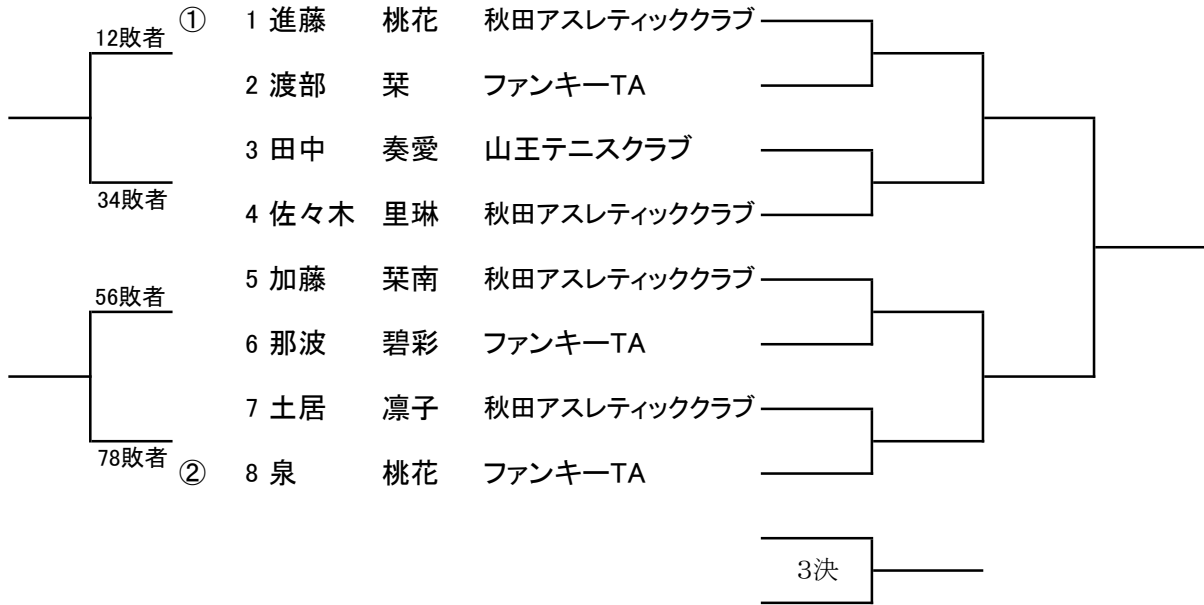 ① 1 進藤 桃花 秋田アスレティッククラブ
12敗者
2 渡部 栞 ファンキーTA
3 田中 奏愛 山王テニスクラブ
34敗者
4 佐々木 里琳 秋田アスレティッククラブ
5 加藤 栞南 秋田アスレティッククラブ
56敗者
6 那波 碧彩 ファンキーTA
7 土居 凛子 秋田アスレティッククラブ
78敗者
② 8 泉 桃花 ファンキーTA
3決